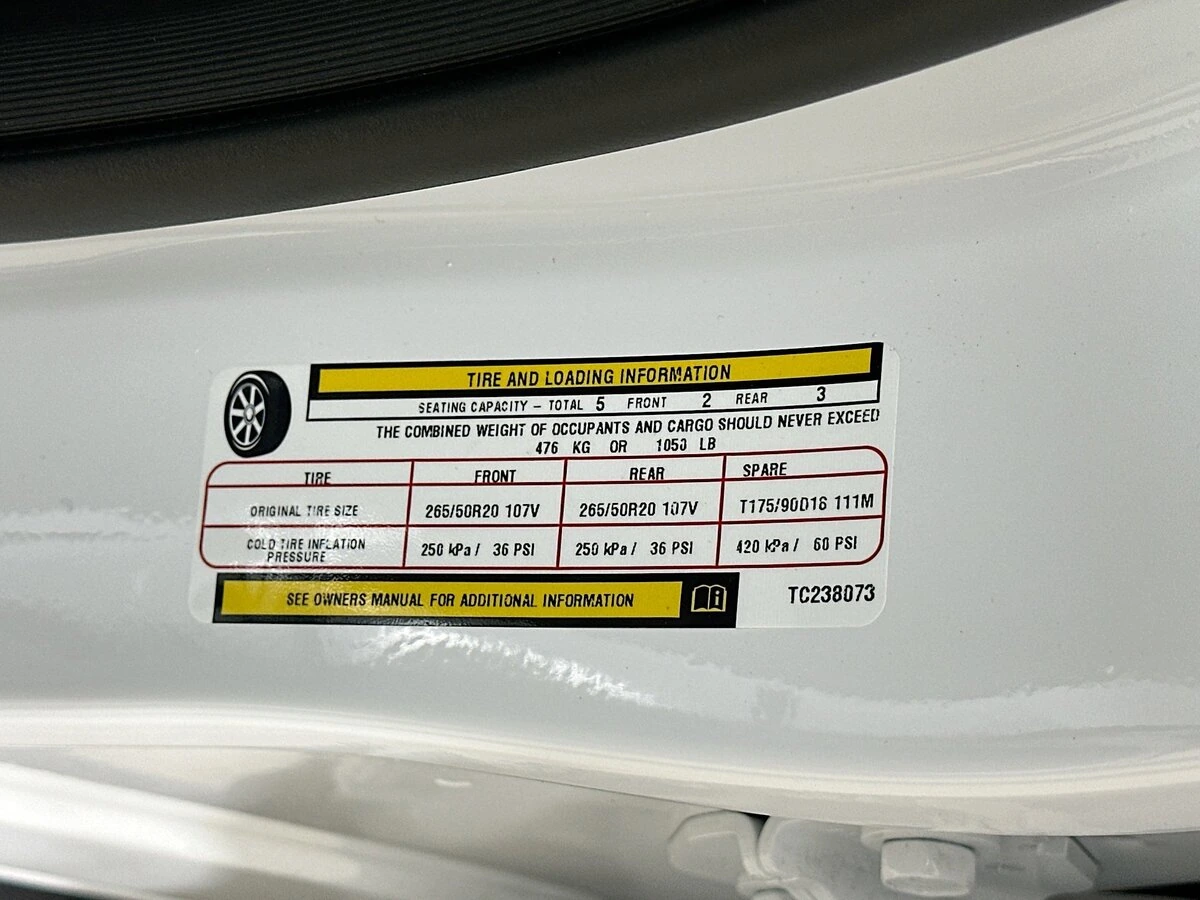 TIRE AND LOADING INFORMATION
SEATING CAPACITY – TOTAL 5 FRONT 2 REAR 3
THE COMBINED WEIGHT OF OCCUPANTS AND CARGO SHOULD NEVER EXCEED
476 KG OR 1050 LB
TIRE FRONT REAR SPARE
ORIGINAL TIRE SIZE 265/50R20 107V 265/50R20 107V T175/90D18 111M
COLD TIRE INFLATION PRESSURE 250 kPa / 36 PSI 250 kPa / 36 PSI 420 kPa / 60 PSI
SEE OWNERS MANUAL FOR ADDITIONAL INFORMATION
TC238073